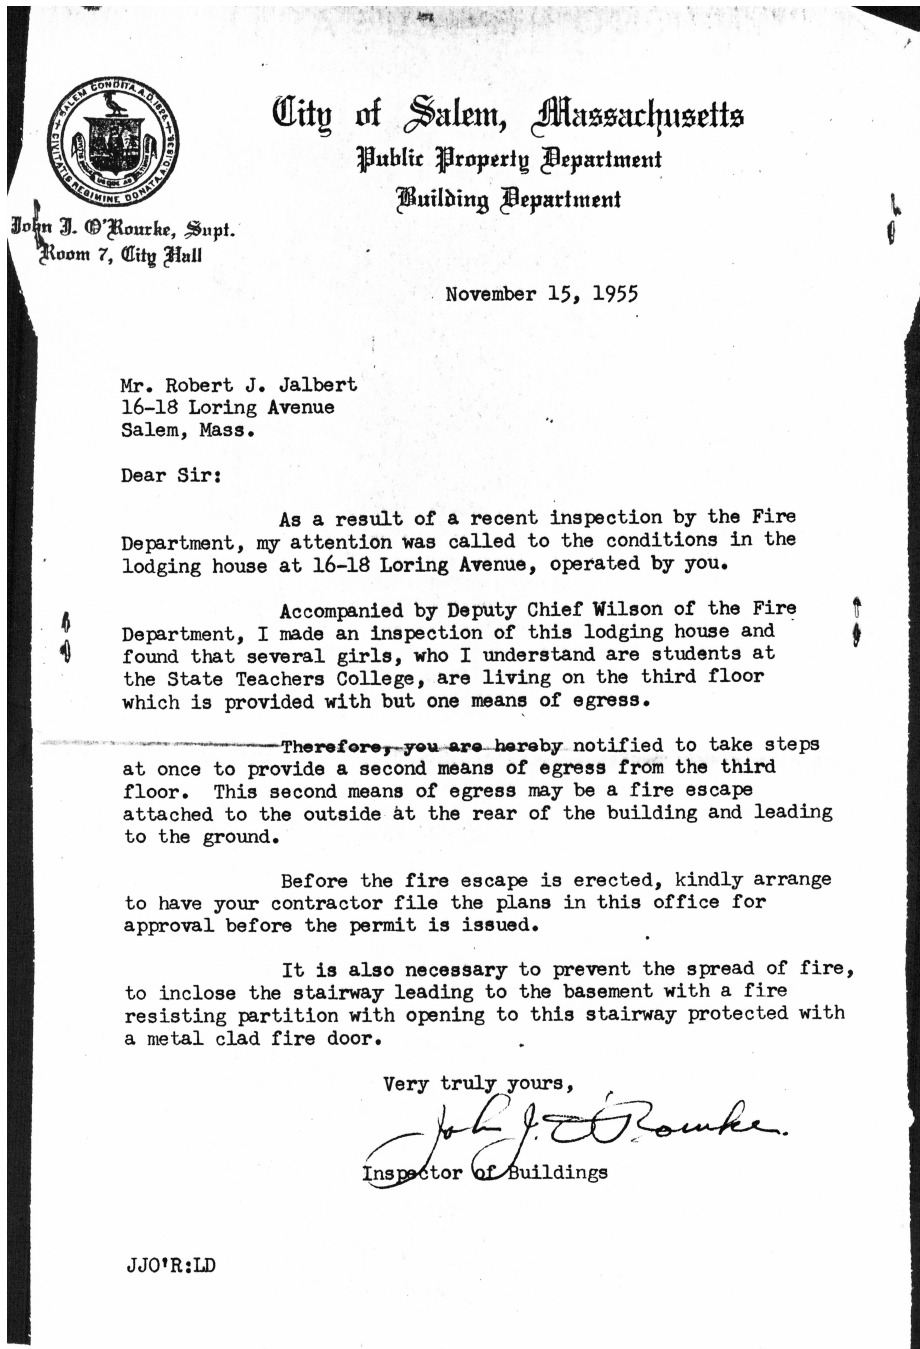 SALEM CONDITA A.D. 1626
CIVITATIS REGIMINE DONATA, A.D. 1836
City of Salem, Massachusetts
Public Property Department
Building Department
John J. O'Rourke, Supt.
Room 7, City Hall
November 15, 1955
Mr. Robert J. Jalbert
16-18 Loring Avenue
Salem, Mass.
Dear Sir:
As a result of a recent inspection by the Fire
Department, my attention was called to the conditions in the
lodging house at 16-18 Loring Avenue, operated by you.
Accompanied by Deputy Chief Wilson of the Fire
Department, I made an inspection of this lodging house and
found that several girls, who I understand are students at
the State Teachers College, are living on the third floor
which is provided with but one means of egress.
Therefore, you are hereby notified to take steps
at once to provide a second means of egress from the third
floor. This second means of egress may be a fire escape
attached to the outside at the rear of the building and leading
to the ground.
Before the fire escape is erected, kindly arrange
to have your contractor file the plans in this office for
approval before the permit is issued.
It is also necessary to prevent the spread of fire,
to inclose the stairway leading to the basement with a fire
resisting partition with opening to this stairway protected with
a metal clad fire door.
Very truly yours,
John J. O'Rourke.
Inspector of Buildings
JJO'R:LD